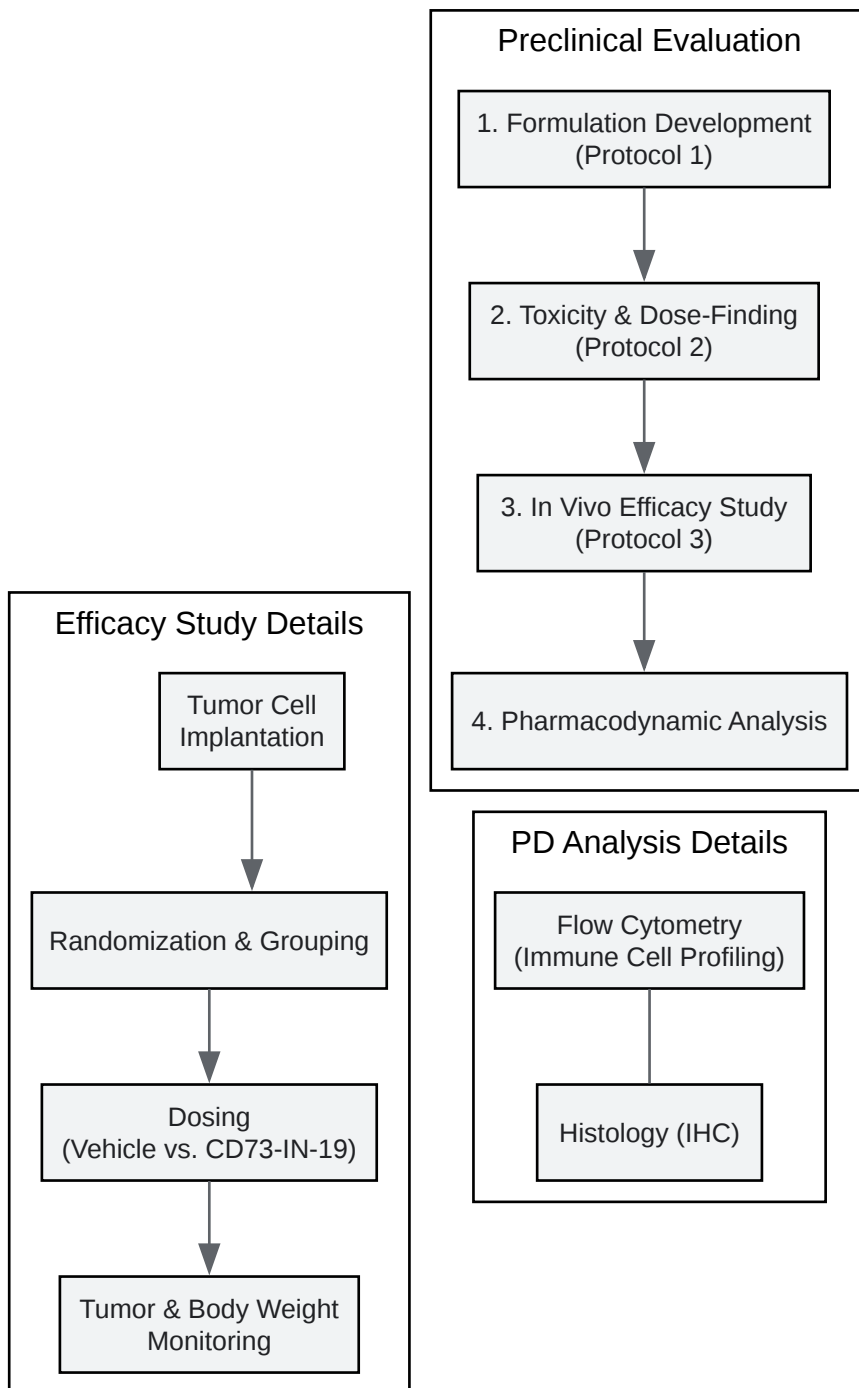 Preclinical Evaluation
1. Formulation Development
(Protocol 1)
2. Toxicity & Dose-Finding
(Protocol 2)
3. In Vivo Efficacy Study
(Protocol 3)
4. Pharmacodynamic Analysis
Efficacy Study Details
Tumor Cell
Implantation
Randomization & Grouping
Dosing
(Vehicle vs. CD73-IN-19)
Tumor & Body Weight
Monitoring
PD Analysis Details
Flow Cytometry
(Immune Cell Profiling)
Histology (IHC)